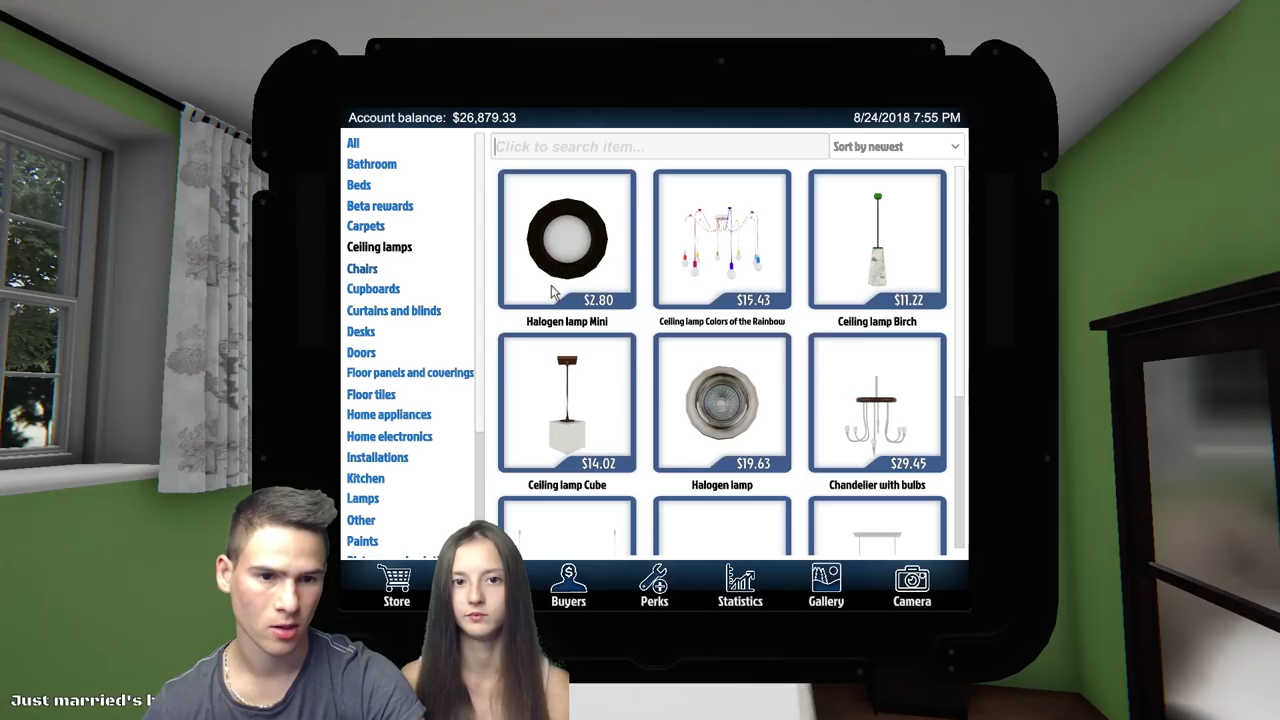 Account balance: $26,879.33
8/24/2018 7:55 PM
All
Bathroom
Beds
Beta rewards
Carpets
Ceiling lamps
Chairs
Cupboards
Curtains and blinds
Desks
Doors
Floor panels and coverings
Floor tiles
Home appliances
Home electronics
Installations
Kitchen
Lamps
Other
Paints
Click to search item...
Sort by newest
$2.80
$15.43
$11.22
Halogen lamp Mini
Ceiling lamp Colors of the Rainbow
Ceiling lamp Birch
$14.02
$19.63
$29.45
Ceiling lamp Cube
Halogen lamp
Chandelier with bulbs
Store
Buyers
Perks
Statistics
Gallery
Camera
Just married's